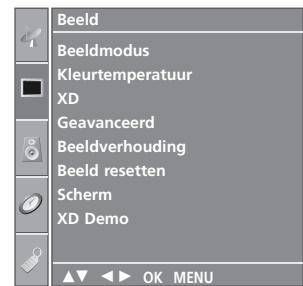 Beeld
Beeldmodus
Kleurtemperatuur
XD
Geavanceerd
Beeldverhouding
Beeld resetten
Scherm
XD Demo
▲▼ ◄► OK MENU